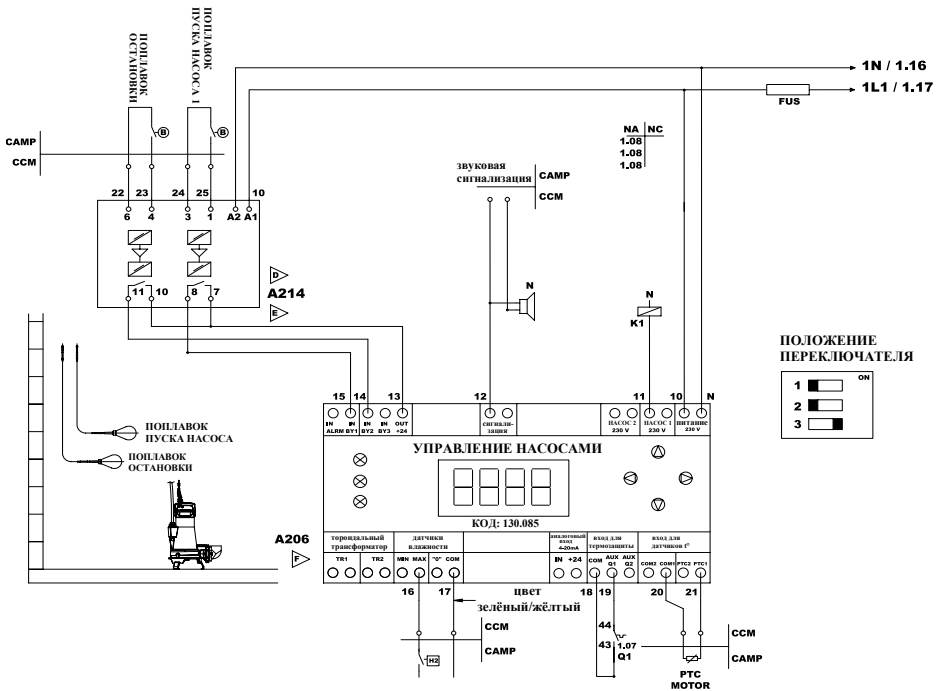 ПОПЛАВОК
ОСТАНОВКИ
ПОПЛАВОК
ПУСКА НАСОСА 1
1N / 1.16
1L1 / 1.17
FUS
B
B
CAMP
CCM
NA NC
1.08
1.08
1.08
звуковая
сигнализация
CAMP
CCM
22 23 24 25 10
6 4 3 1 A2 A1
D
A214
E
11 10 8 7
N
N
K1
ПОЛОЖЕНИЕ
ПЕРЕКЛЮЧАТЕЛЯ
ON
1
2
3
15 14 13 12 11 10 N
IN ALRM
IN BY1
IN BY2
IN BY3
OUT +24
сигнали-
зация
НАСОС 2
230 V
НАСОС 1
230 V
питание
230 V
ПОПЛАВОК
ПУСКА НАСОСА
ПОПЛАВОК
ОСТАНОВКИ
УПРАВЛЕНИЕ НАСОСАМИ
КОД: 130.085
A206
F
тороидальный
трансформатор
датчики
влажности
аналоговый
вход
4-20mA
вход для
термозащиты
вход для
датчиков t°
TR1 TR2 MIN MAX "0" COM IN +24 COM AUX Q1 AUX Q2 COM2 COM1 PTC2 PTC1
16 17 18 19 20 21
цвет
зелёный/жёлтый
44
43 1.07
Q1
CCM
CAMP
H2
CCM
CAMP
PTC
MOTOR